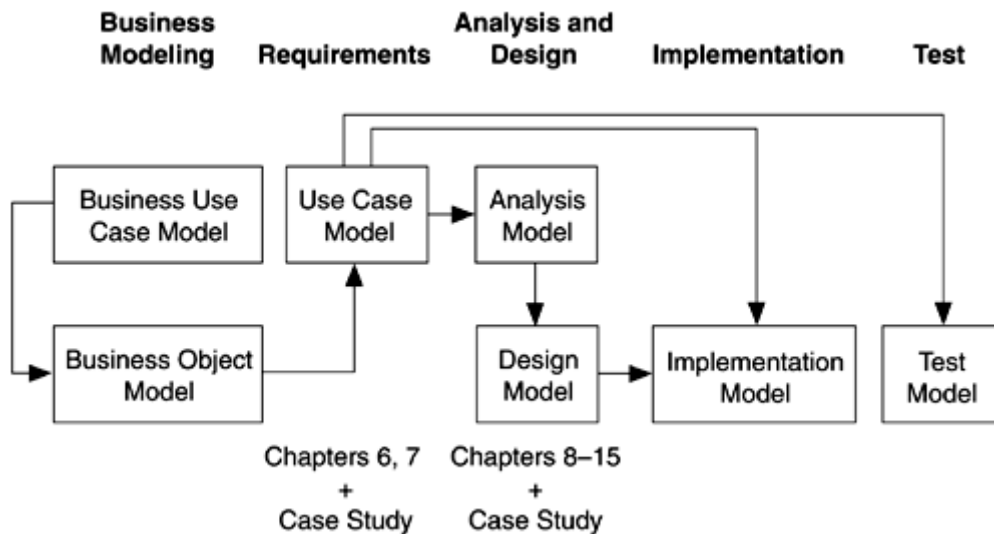 Business
Modeling
Requirements
Analysis and
Design
Implementation
Test
Business Use
Case Model
Use Case
Model
Analysis
Model
Business Object
Model
Design
Model
Implementation
Model
Test
Model
Chapters 6, 7
+
Case Study
Chapters 8–15
+
Case Study